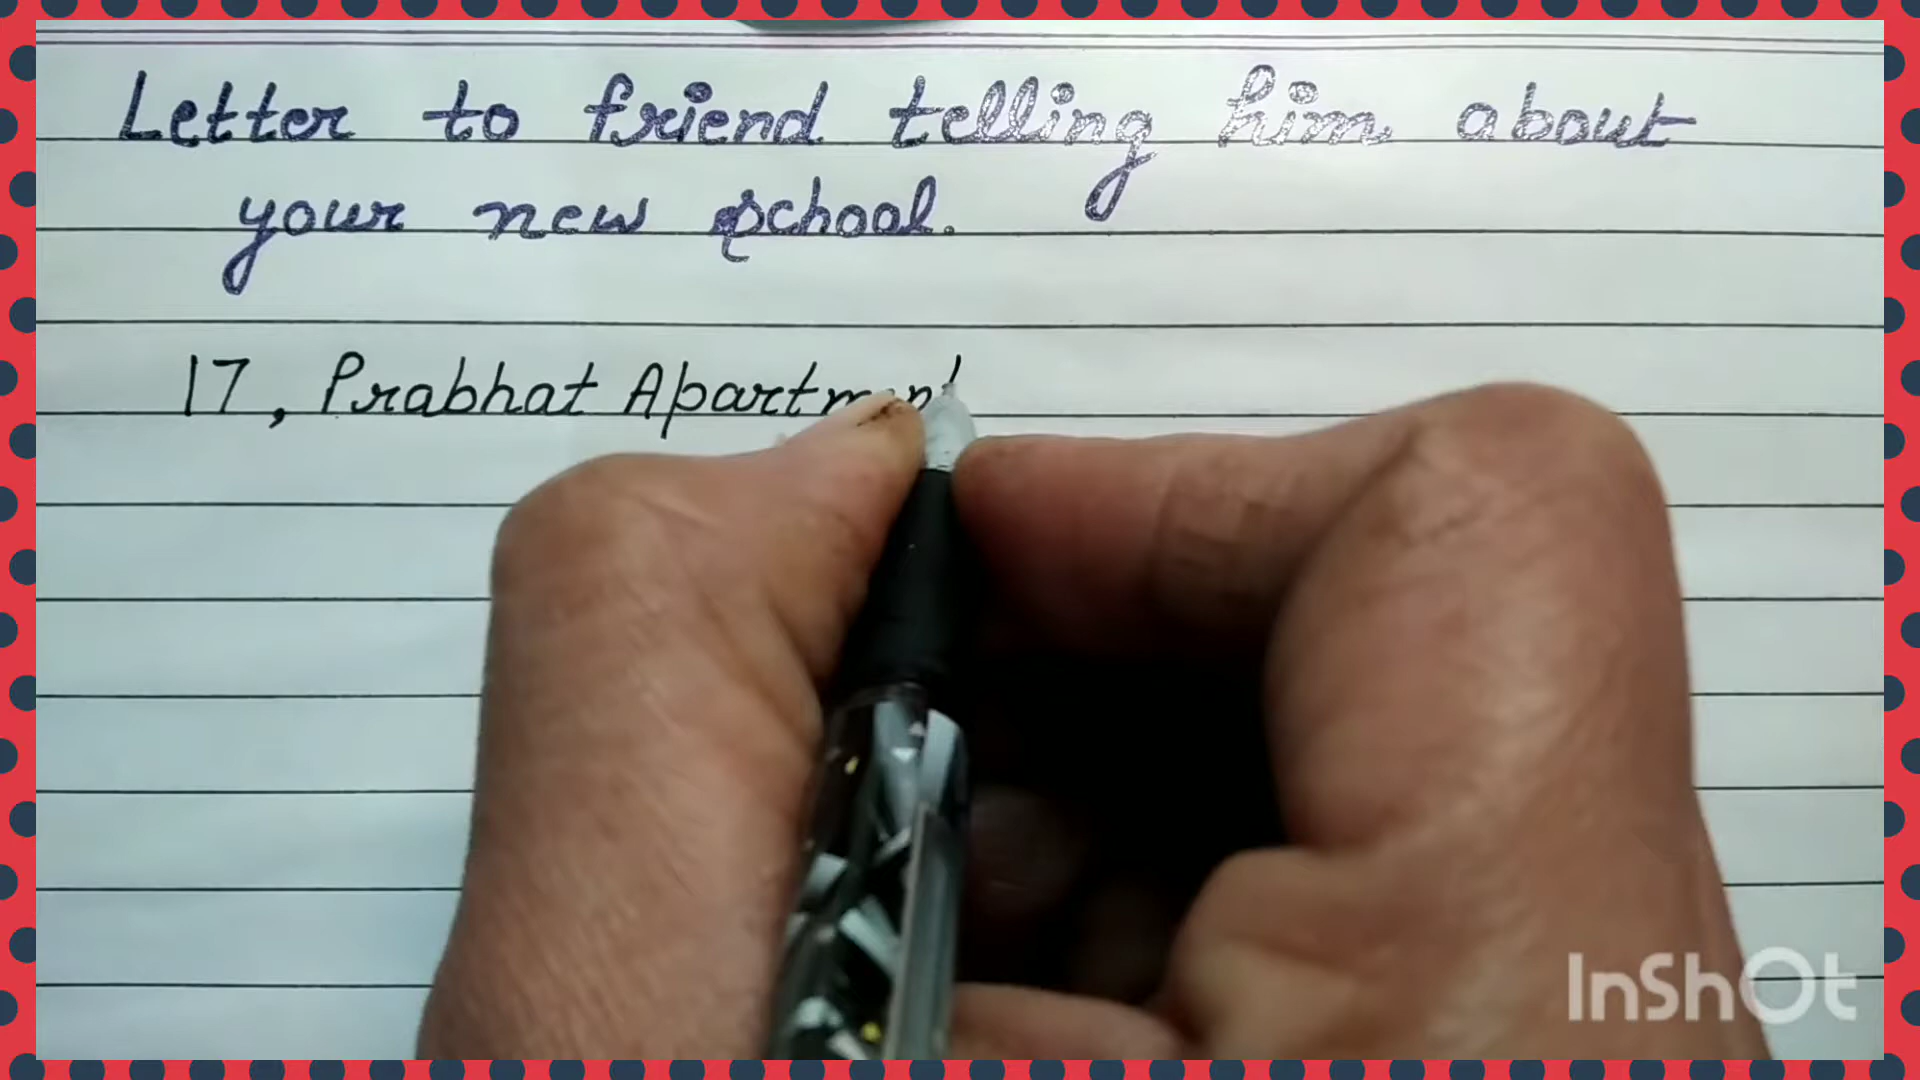 Letter to friend telling him about
your new school.
17, Prabhat Apartment
InShOt